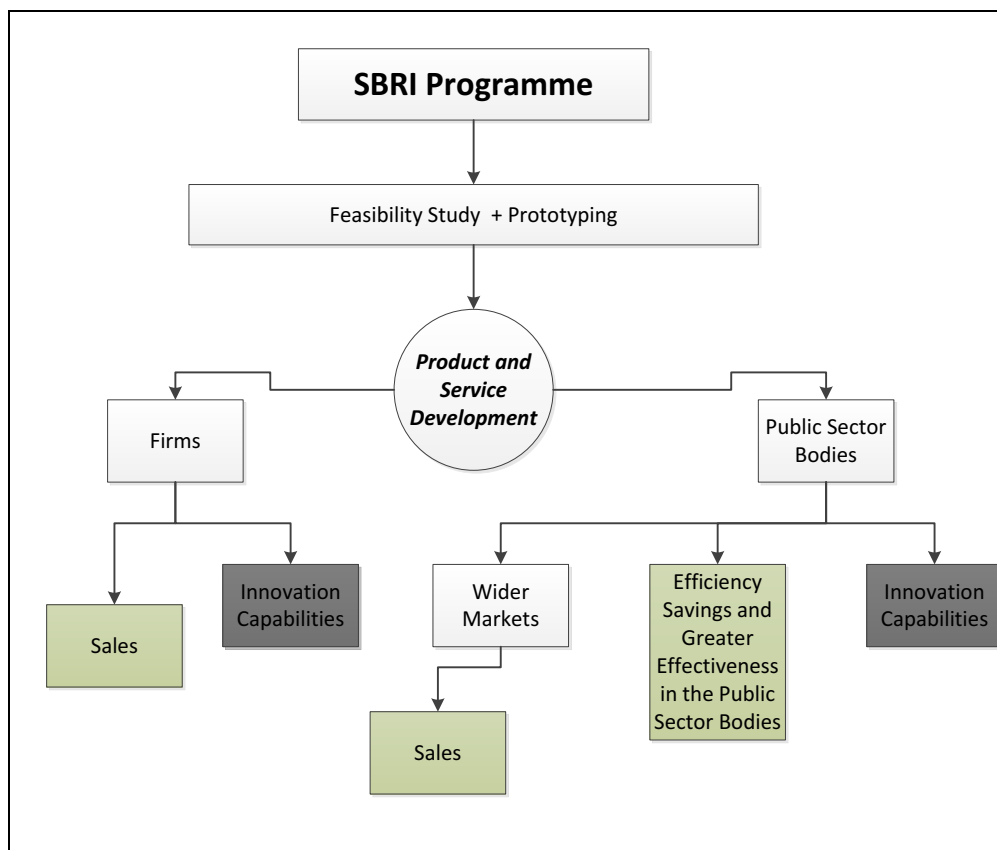 SBRI Programme
Feasibility Study + Prototyping
Product and
Service
Development
Firms
Public Sector
Bodies
Sales
Innovation
Capabilities
Wider
Markets
Sales
Efficiency
Savings and
Greater
Effectiveness
in the Public
Sector Bodies
Innovation
Capabilities